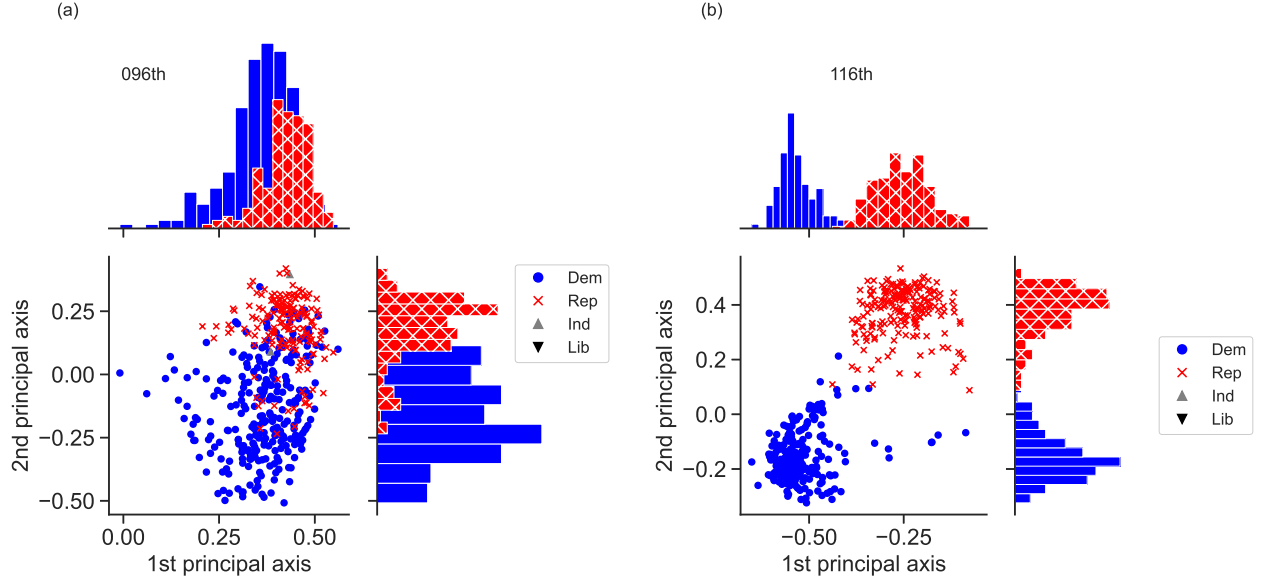 (a)
096th
2nd principal axis
0.25
0.00
−0.25
−0.50
0.00 0.25 0.50
1st principal axis
Dem
Rep
Ind
Lib
(b)
116th
2nd principal axis
0.4
0.2
0.0
−0.2
−0.50 −0.25
1st principal axis
Dem
Rep
Ind
Lib